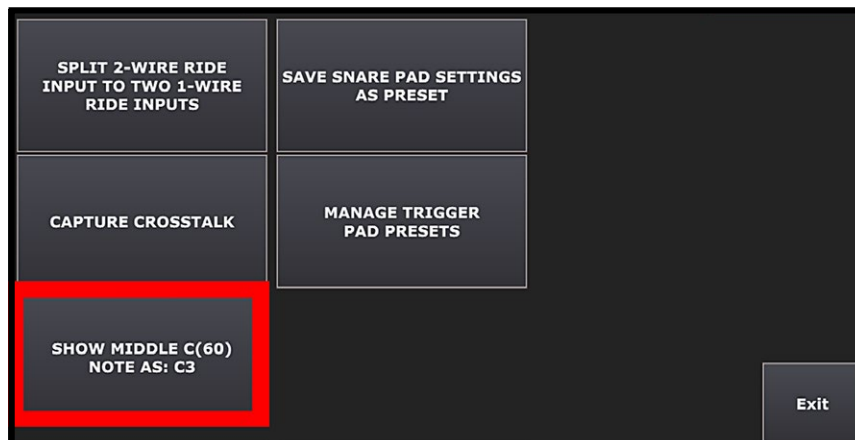 SPLIT 2-WIRE RIDE
INPUT TO TWO 1-WIRE
RIDE INPUTS
SAVE SNARE PAD SETTINGS
AS PRESET
CAPTURE CROSSTALK
MANAGE TRIGGER
PAD PRESETS
SHOW MIDDLE C(60)
NOTE AS: C3
Exit